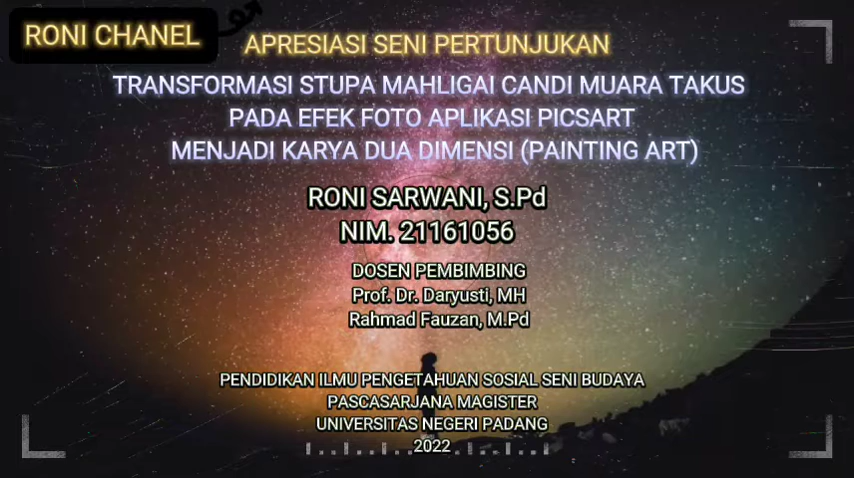 RONI CHANEL
APRESIASI SENI PERTUNJUKAN
TRANSFORMASI STUPA MAHLIGAI CANDI MUARA TAKUS
PADA EFEK FOTO APLIKASI PICSART
MENJADI KARYA DUA DIMENSI (PAINTING ART)
RONI SARWANI, S.Pd
NIM. 21161056
DOSEN PEMBIMBING
Prof. Dr. Daryusti, MH
Rahmad Fauzan, M.Pd
PENDIDIKAN ILMU PENGETAHUAN SOSIAL SENI BUDAYA
PASCASARJANA MAGISTER
UNIVERSITAS NEGERI PADANG
2022